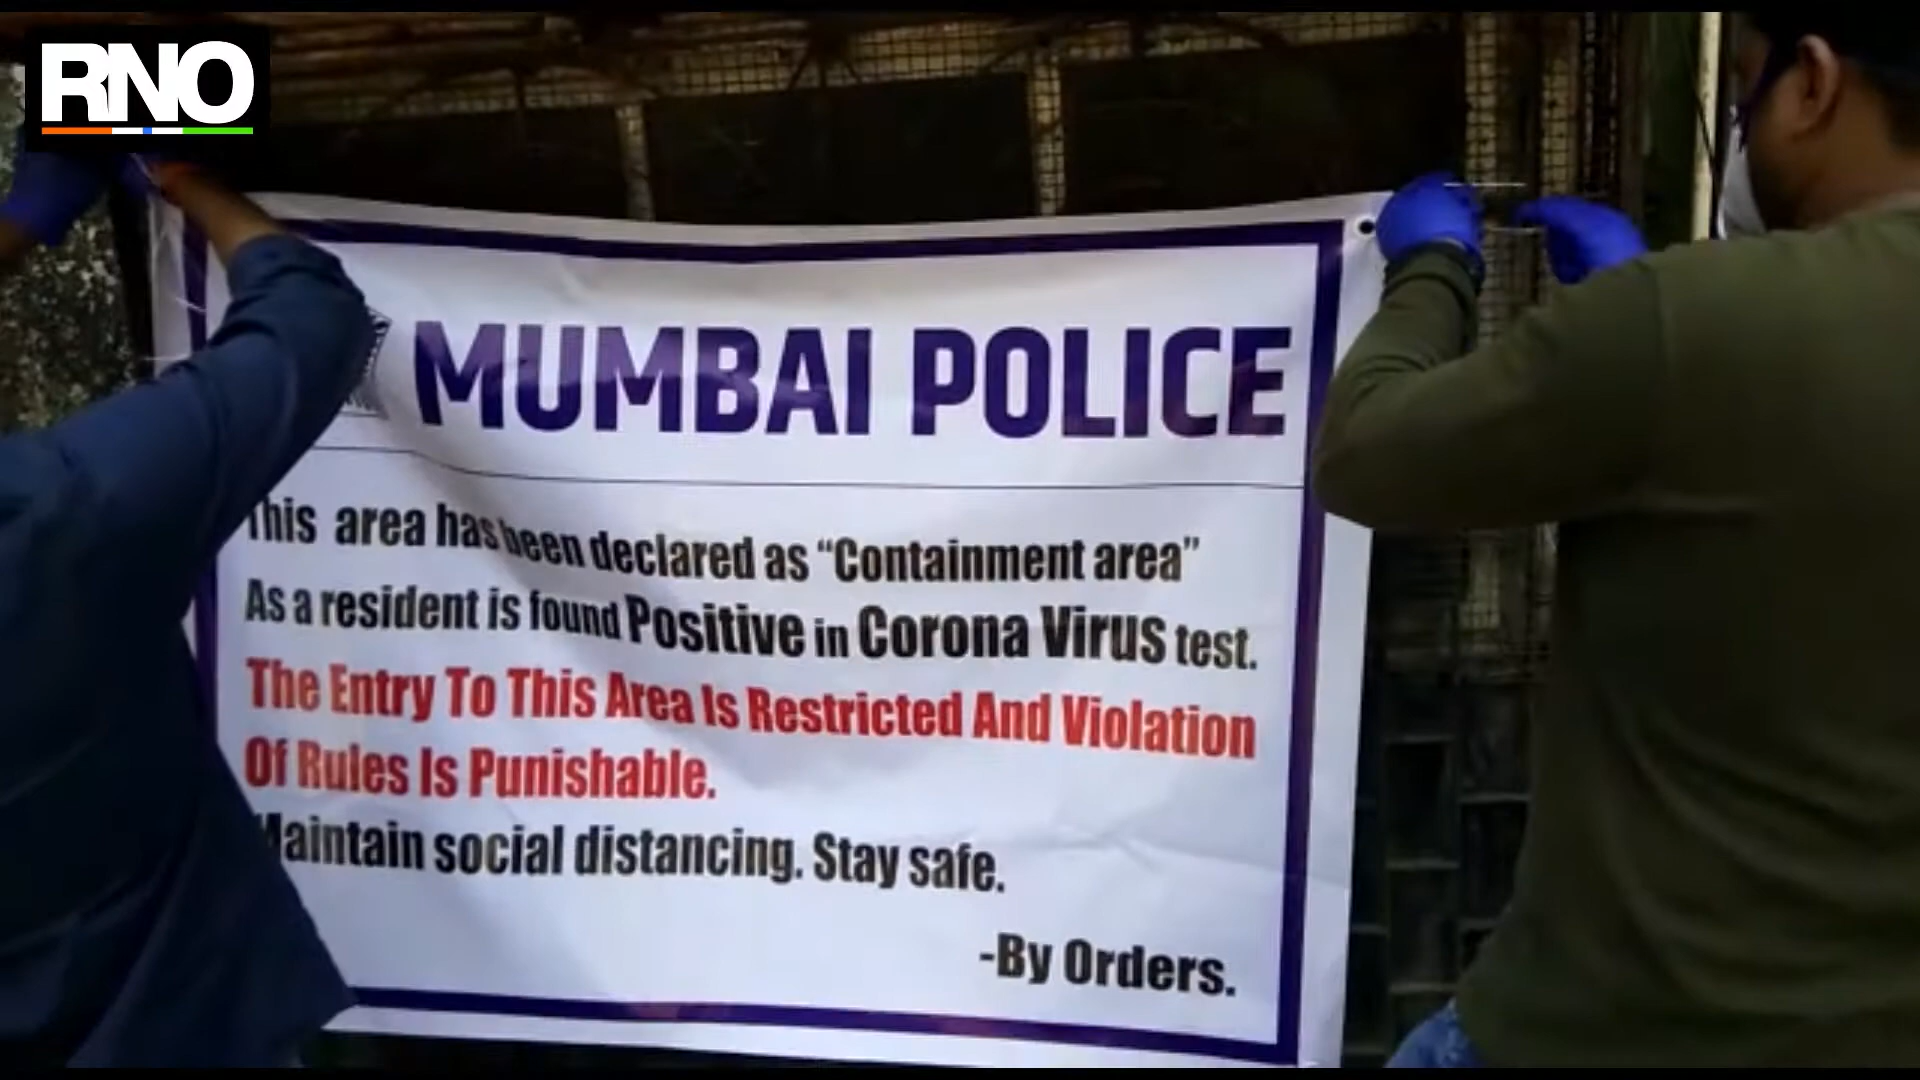 RNO
MUMBAI POLICE
This area has been declared as “Containment area”
As a resident is found Positive in Corona Virus test.
The Entry To This Area Is Restricted And Violation
Of Rules Is Punishable.
Maintain social distancing. Stay safe.
-By Orders.